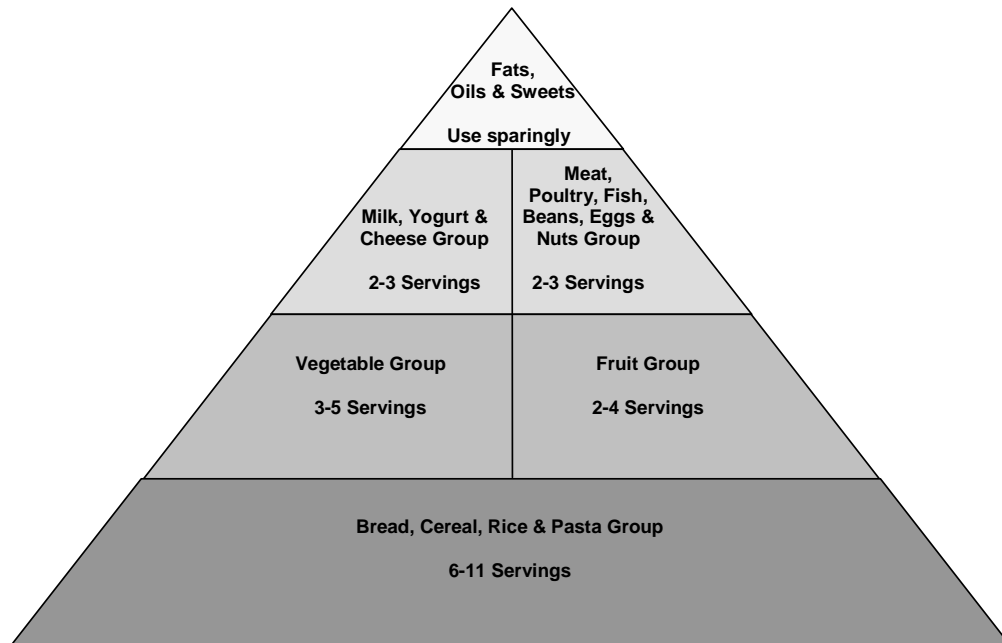 Fats,
Oils & Sweets
Use sparingly
Milk, Yogurt &
Cheese Group
2-3 Servings
Meat,
Poultry, Fish,
Beans, Eggs &
Nuts Group
2-3 Servings
Vegetable Group
3-5 Servings
Fruit Group
2-4 Servings
Bread, Cereal, Rice & Pasta Group
6-11 Servings